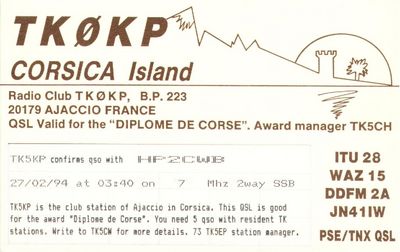 TKØKP
CORSICA Island
Radio Club TKØKP, B.P. 223
20179 AJACCIO FRANCE
QSL Valid for the "DIPLOME DE CORSE". Award manager TK5CH
TK5KP confirms qso with HP2CWB
27/02/94 at 03:40 on 7 Mhz 2way SSB
TK5KP is the club station of Ajaccio in Corsica. This QSL is good
for the award "Diplome de Corse". You need 5 qso with resident TK
stations. Write to TK5CW for more details. 73 TK5EP station manager.
ITU 28
WAZ 15
DDFM 2A
JN41IW
PSE/TNX QSL